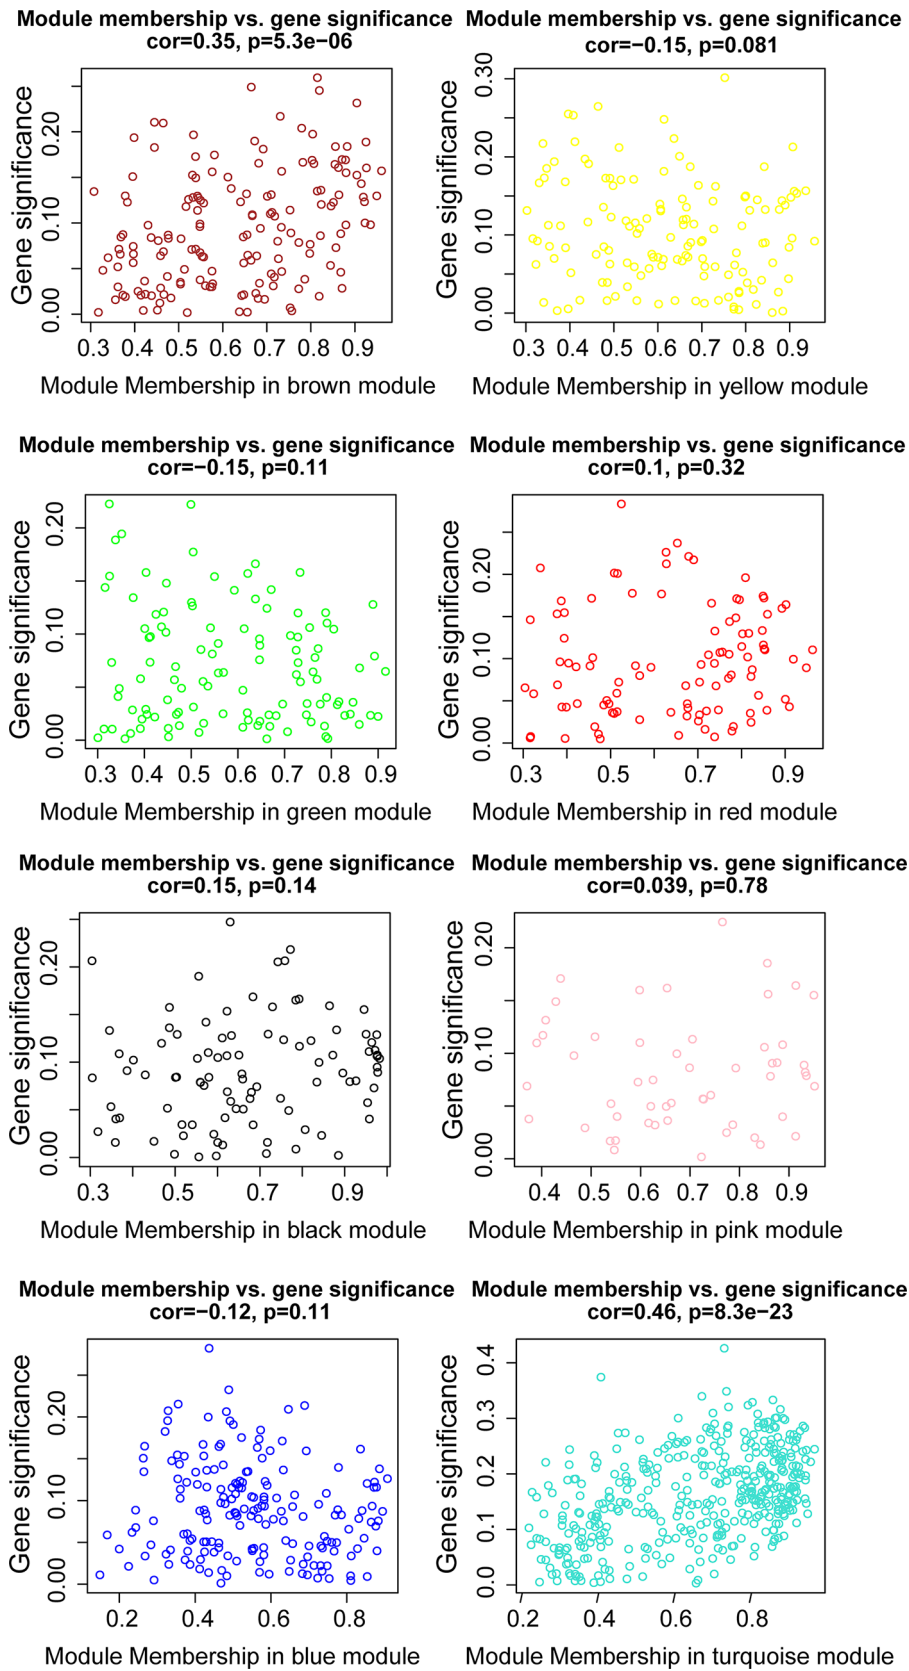 Module membership vs. gene significance
cor=0.35, p=5.3e−06
Gene significance
0.00 0.10 0.20
0.3 0.4 0.5 0.6 0.7 0.8 0.9
Module Membership in brown module
Module membership vs. gene significance
cor=−0.15, p=0.081
Gene significance
0.00 0.10 0.20 0.30
0.3 0.4 0.5 0.6 0.7 0.8 0.9
Module Membership in yellow module
Module membership vs. gene significance
cor=−0.15, p=0.11
Gene significance
0.00 0.10 0.20
0.3 0.4 0.5 0.6 0.7 0.8 0.9
Module Membership in green module
Module membership vs. gene significance
cor=0.1, p=0.32
Gene significance
0.00 0.10 0.20
0.3 0.5 0.7 0.9
Module Membership in red module
Module membership vs. gene significance
cor=0.15, p=0.14
Gene significance
0.00 0.10 0.20
0.3 0.5 0.7 0.9
Module Membership in black module
Module membership vs. gene significance
cor=0.039, p=0.78
Gene significance
0.00 0.10 0.20
0.4 0.5 0.6 0.7 0.8 0.9
Module Membership in pink module
Module membership vs. gene significance
cor=−0.12, p=0.11
Gene significance
0.00 0.10 0.20
0.2 0.4 0.6 0.8
Module Membership in blue module
Module membership vs. gene significance
cor=0.46, p=8.3e−23
Gene significance
0.0 0.1 0.2 0.3 0.4
0.2 0.4 0.6 0.8
Module Membership in turquoise module